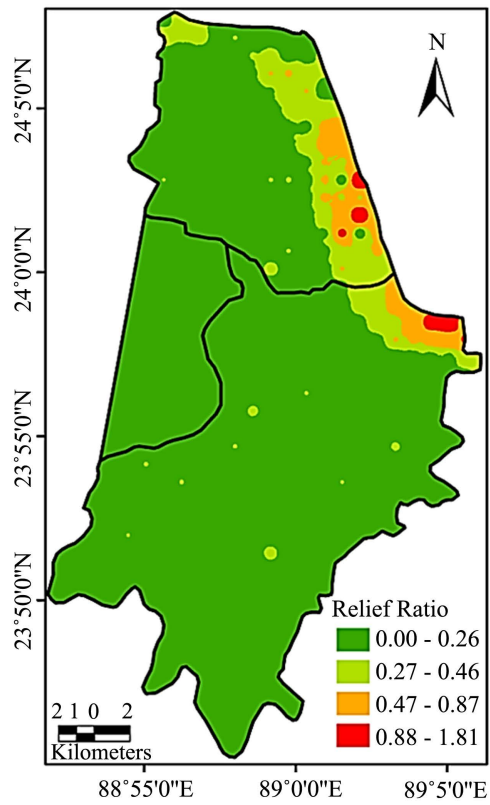 N
24°5'0"N
24°0'0"N
23°55'0"N
23°50'0"N
Relief Ratio
0.00 - 0.26
0.27 - 0.46
0.47 - 0.87
0.88 - 1.81
2 1 0 2
Kilometers
88°55'0"E 89°0'0"E 89°5'0"E